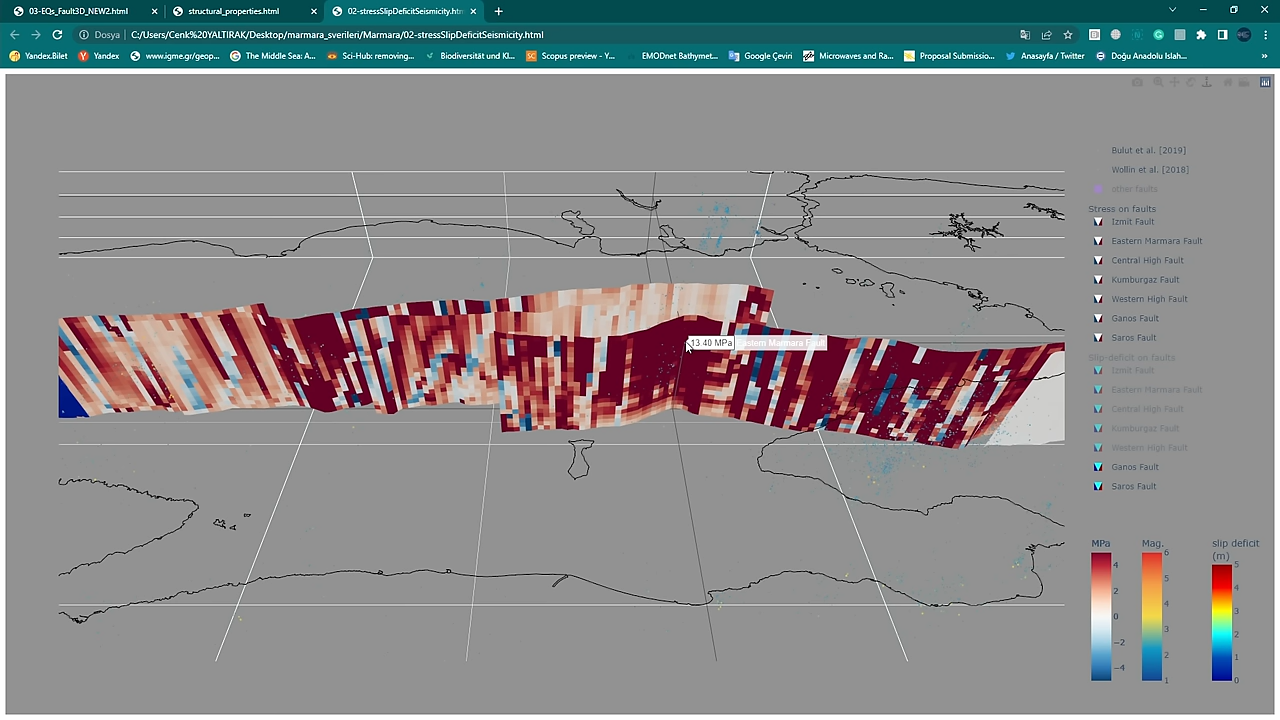 03-EQs_Fault3D_NEW2.html
structural_properties.html
02-stressSlipDeficitSeismicity.htm
Dosya
C:/Users/Cenk%20YALTIRAK/Desktop/marmara_sverileri/Marmara/02-stressSlipDeficitSeismicity.html
Yandex.Bilet
Yandex
www.igme.gr/geop...
The Middle Sea: A...
Sci-Hub: removing...
Biodiversität und Kl...
Scopus preview - Y...
EMODnet Bathymet...
Google Çeviri
Microwaves and Ra...
Proposal Submissio...
Anasayfa / Twitter
Doğu Anadolu Islah...
Bulut et al. [2019]
Wollin et al. [2018]
other faults
Stress on faults
Izmit Fault
Eastern Marmara Fault
Central High Fault
Kumburgaz Fault
Western High Fault
Ganos Fault
Saros Fault
Slip-deficit on faults
Izmit Fault
Eastern Marmara Fault
Central High Fault
Kumburgaz Fault
Western High Fault
Ganos Fault
Saros Fault
13.40 MPa
Eastern Marmara Fault
MPa
4
2
0
−2
−4
Mag.
6
5
4
3
2
1
slip deficit
(m)
5
4
3
2
1
0